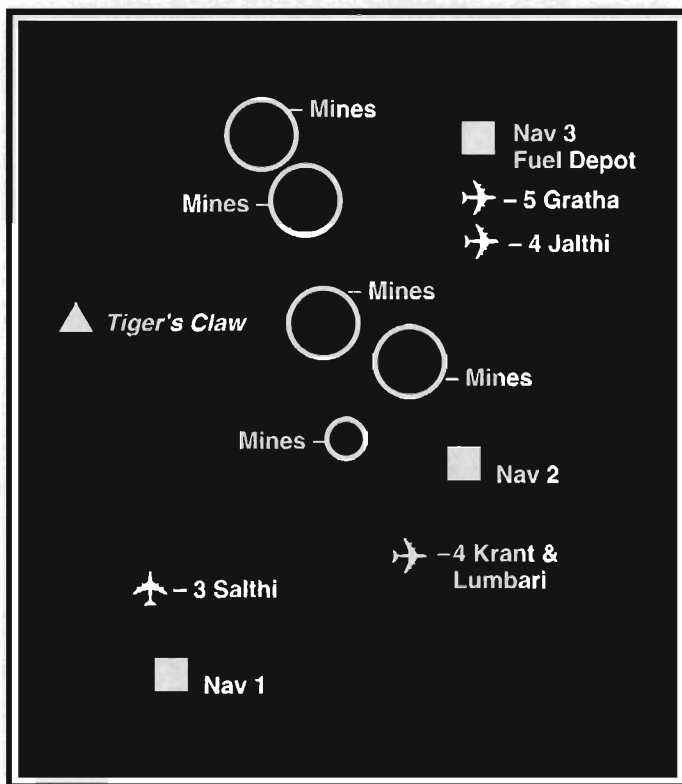 – Mines
Nav 3
Fuel Depot
Mines –
– 5 Gratha
– 4 Jalthi
-- Mines
Tiger's Claw
– Mines
Mines –
Nav 2
– 4 Krant &
Lumbari
– 3 Salthi
Nav 1